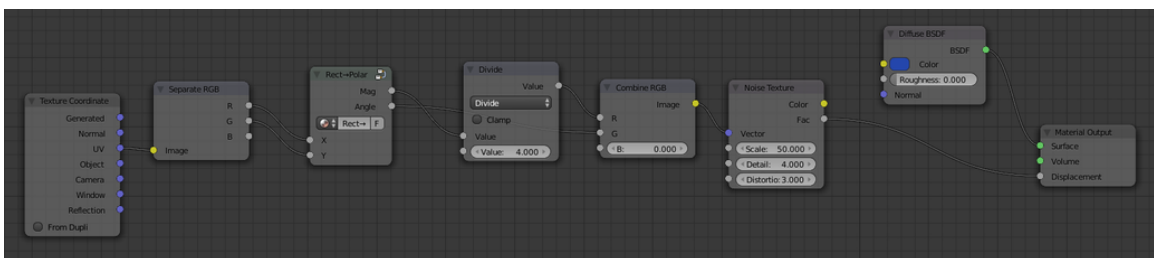 Texture Coordinate
Generated
Normal
UV
Object
Camera
Window
Reflection
From Dupli
Separate RGB
R
G
B
Image
Rect→Polar
Mag
Angle
Rect→ F
X
Y
Divide
Value
Divide
Clamp
Value
Value: 4.000
Combine RGB
Image
R
G
B: 0.000
Noise Texture
Color
Fac
Vector
Scale: 50.000
Detail: 4.000
Distortio: 3.000
Diffuse BSDF
BSDF
Color
Roughness: 0.000
Normal
Material Output
Surface
Volume
Displacement